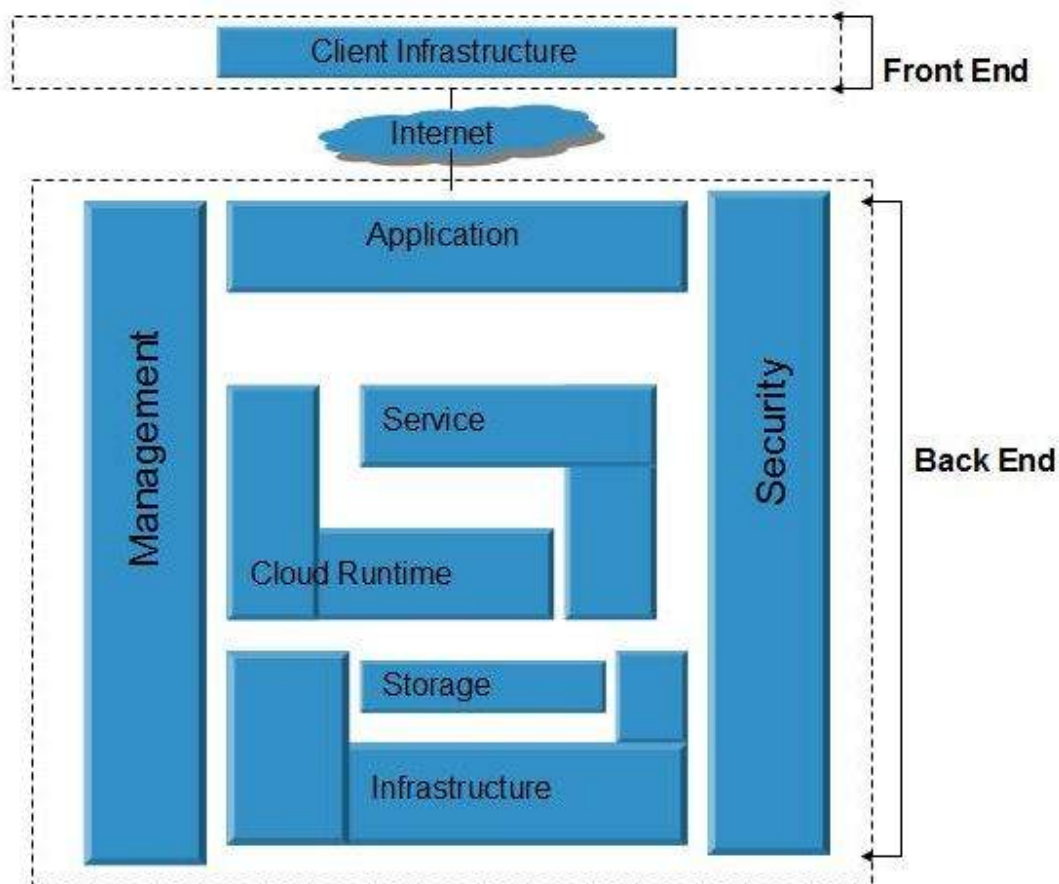 Client Infrastructure
Front End
Internet
Application
Management
Security
Service
Back End
Cloud Runtime
Storage
Infrastructure